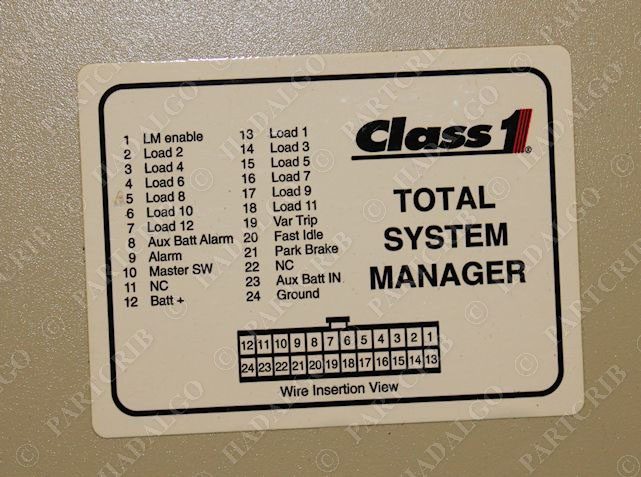 1 LM enable
2 Load 2
3 Load 4
4 Load 6
5 Load 8
6 Load 10
7 Load 12
8 Aux Batt Alarm
9 Alarm
10 Master SW
11 NC
12 Batt +
13 Load 1
14 Load 3
15 Load 5
16 Load 7
17 Load 9
18 Load 11
19 Var Trip
20 Fast Idle
21 Park Brake
22 NC
23 Aux Batt IN
24 Ground
Class 1®
TOTAL
SYSTEM
MANAGER
12 11 10 9 8 7 6 5 4 3 2 1
24 23 22 21 20 19 18 17 16 15 14 13
Wire Insertion View
© PARTCRIB
© HADALGO